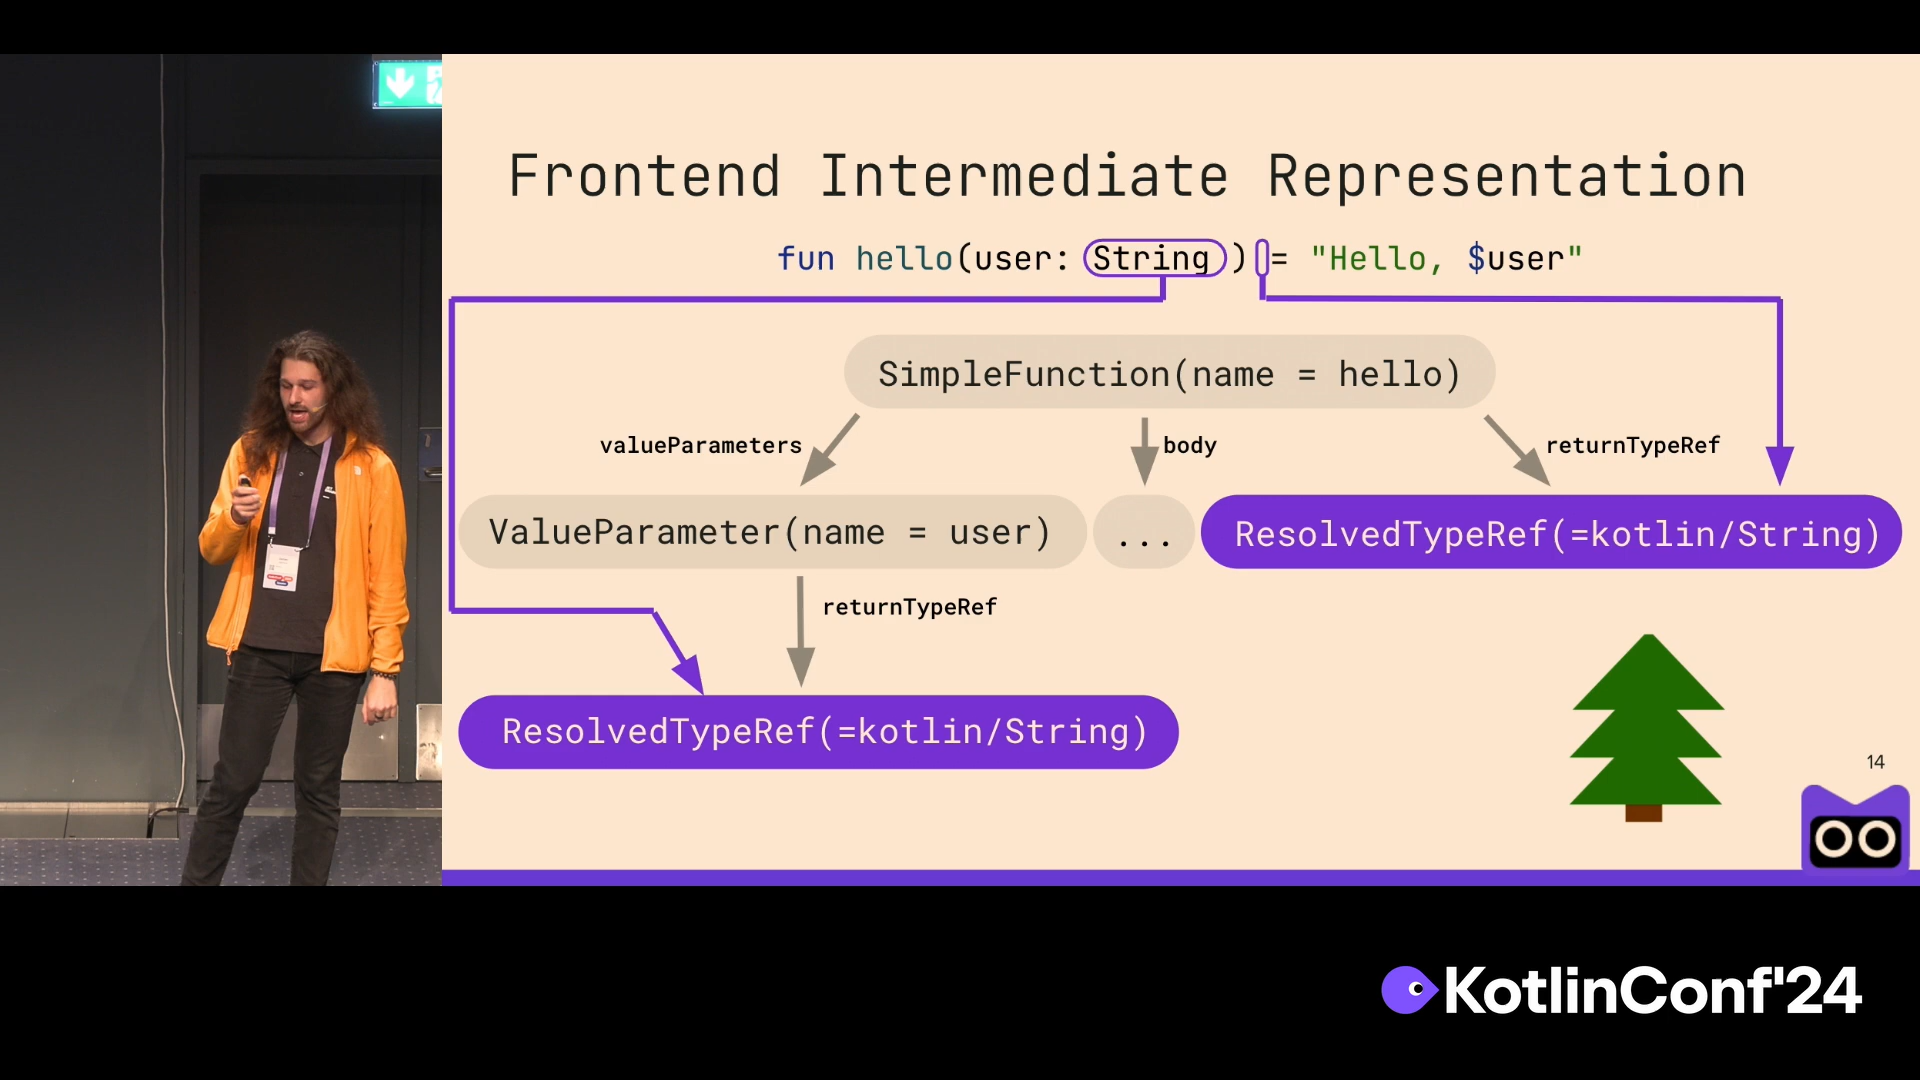 Frontend Intermediate Representation
fun hello(user: String) = "Hello, $user"
SimpleFunction(name = hello)
valueParameters
body
returnTypeRef
ValueParameter(name = user)
...
ResolvedTypeRef(=kotlin/String)
returnTypeRef
ResolvedTypeRef(=kotlin/String)
14
KotlinConf'24